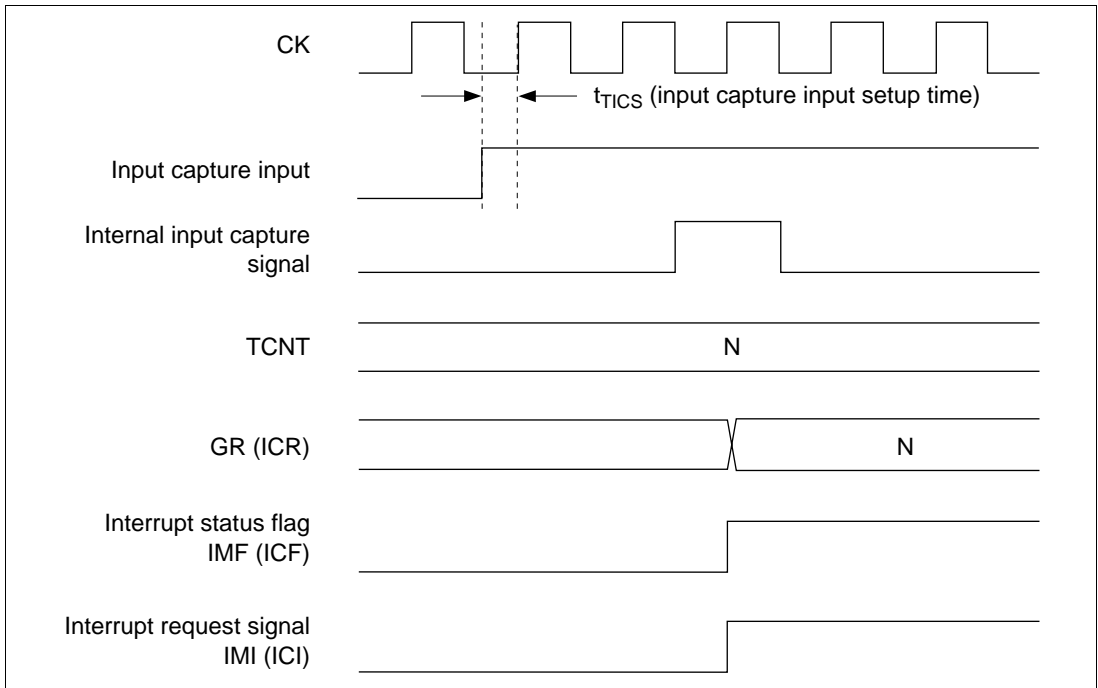 CK
t_TICS (input capture input setup time)
Input capture input
Internal input capture
signal
TCNT
N
GR (ICR)
N
Interrupt status flag
IMF (ICF)
Interrupt request signal
IMI (ICI)